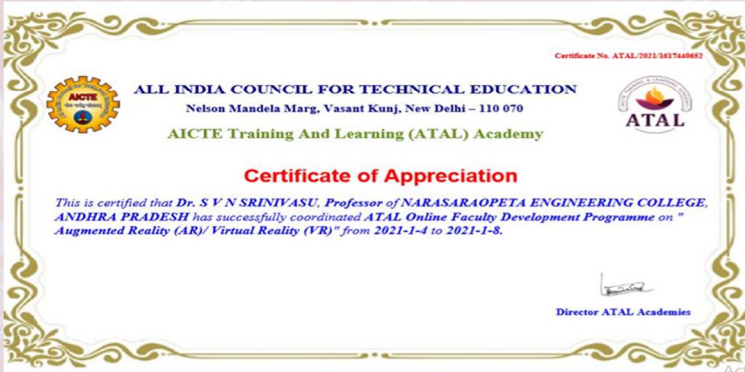 Certificate No. ATAL/2021/1617440662
ALL INDIA COUNCIL FOR TECHNICAL EDUCATION
Nelson Mandela Marg, Vasant Kunj, New Delhi – 110 070
AICTE
ATAL
AICTE Training And Learning (ATAL) Academy
Certificate of Appreciation
This is certified that Dr. S V N SRINIVASU, Professor of NARASARAOPETA ENGINEERING COLLEGE,
ANDHRA PRADESH has successfully coordinated ATAL Online Faculty Development Programme on "
Augmented Reality (AR)/ Virtual Reality (VR)" from 2021-1-4 to 2021-1-8.
Director ATAL Academies